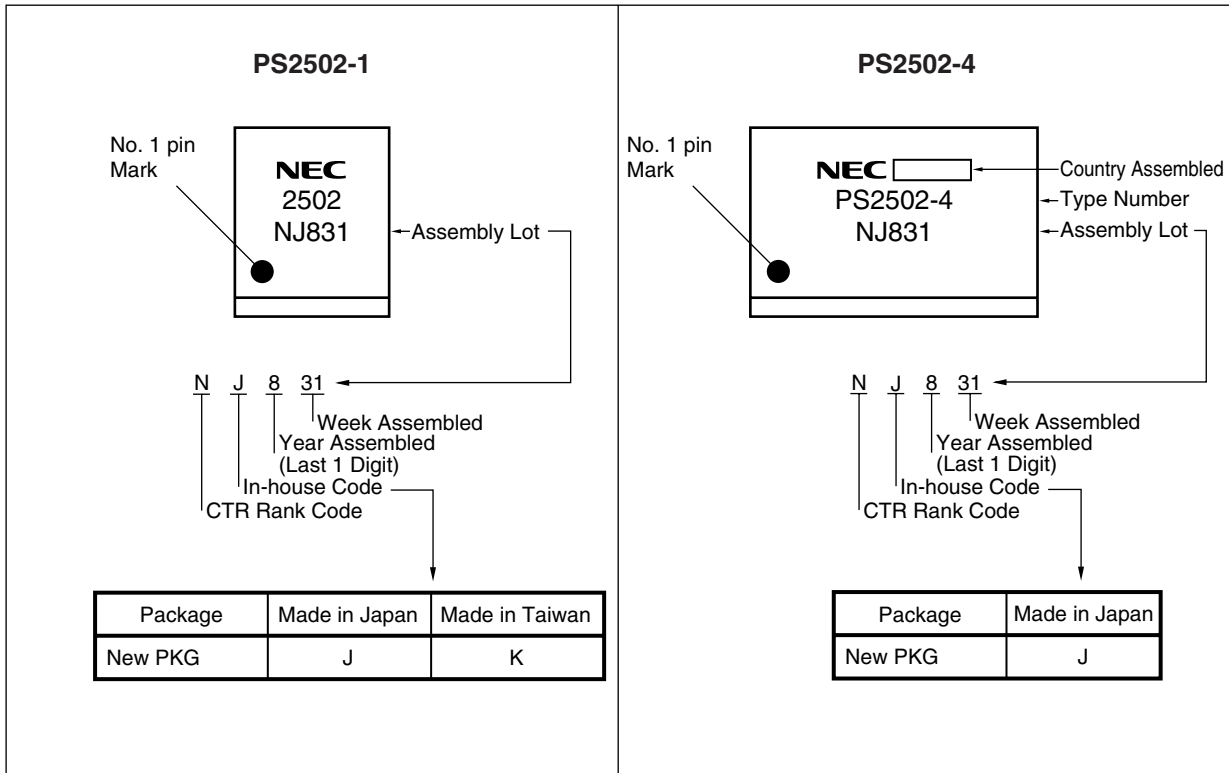 PS2502-1
No. 1 pin
Mark
NEC
2502
NJ831
Assembly Lot
N J 8 31
Week Assembled
Year Assembled
(Last 1 Digit)
In-house Code
CTR Rank Code
Package Made in Japan Made in Taiwan
New PKG J K
PS2502-4
No. 1 pin
Mark
NEC
Country Assembled
PS2502-4
Type Number
NJ831
Assembly Lot
N J 8 31
Week Assembled
Year Assembled
(Last 1 Digit)
In-house Code
CTR Rank Code
Package Made in Japan
New PKG J